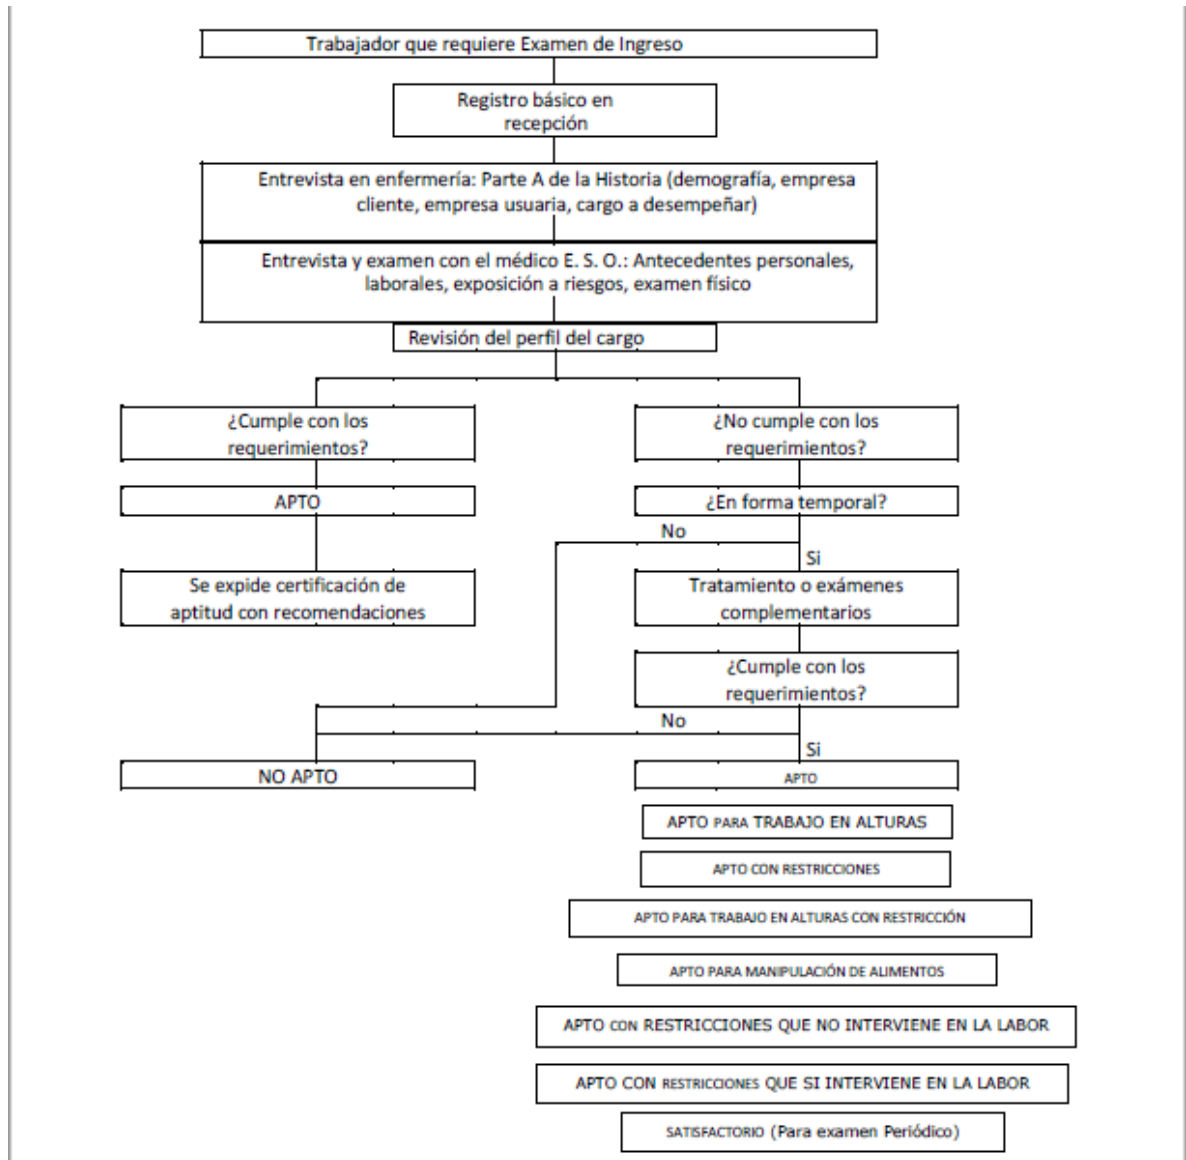 Trabajador que requiere Examen de Ingreso
Registro básico en
recepción
Entrevista en enfermería: Parte A de la Historia (demografía, empresa
cliente, empresa usuaria, cargo a desempeñar)
Entrevista y examen con el médico E. S. O.: Antecedentes personales,
laborales, exposición a riesgos, examen físico
Revisión del perfil del cargo
¿Cumple con los
requerimientos?
¿No cumple con los
requerimientos?
APTO
¿En forma temporal?
No
Si
Se expide certificación de
aptitud con recomendaciones
Tratamiento o exámenes
complementarios
¿Cumple con los
requerimientos?
No
Si
NO APTO
APTO
APTO PARA TRABAJO EN ALTURAS
APTO CON RESTRICCIONES
APTO PARA TRABAJO EN ALTURAS CON RESTRICCIÓN
APTO PARA MANIPULACIÓN DE ALIMENTOS
APTO CON RESTRICCIONES QUE NO INTERVIENE EN LA LABOR
APTO CON RESTRICCIONES QUE SI INTERVIENE EN LA LABOR
SATISFACTORIO (Para examen Periódico)